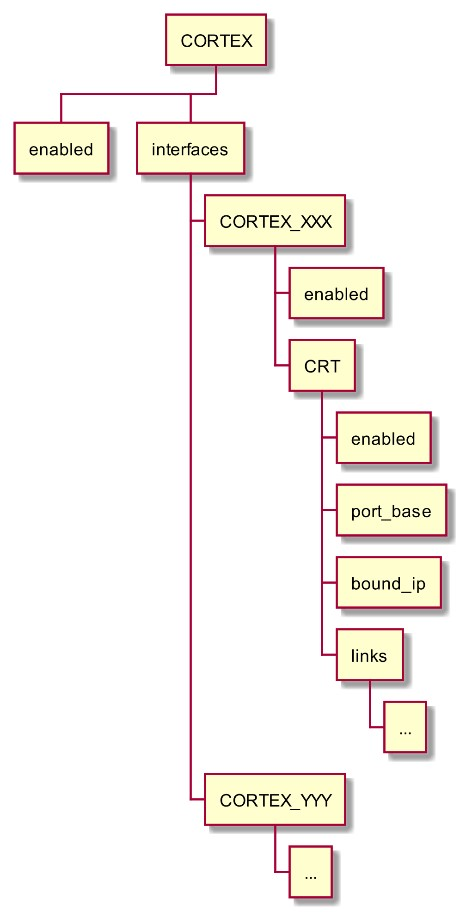 CORTEX
enabled
interfaces
CORTEX_XXX
enabled
CRT
enabled
port_base
bound_ip
links
...
CORTEX_YYY
...